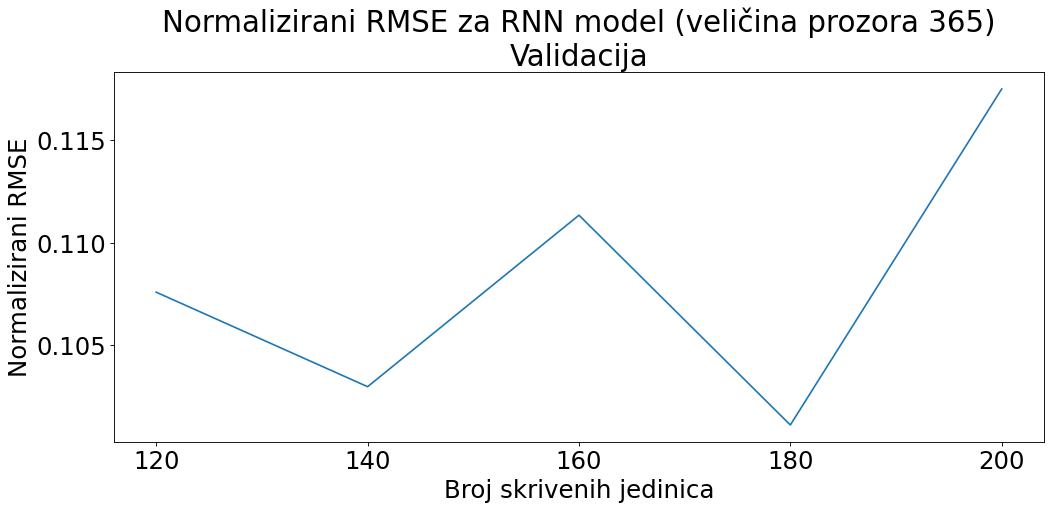 Normalizirani RMSE za RNN model (veličina prozora 365)
Validacija
Normalizirani RMSE
0.115
0.110
0.105
120 140 160 180 200
Broj skrivenih jedinica